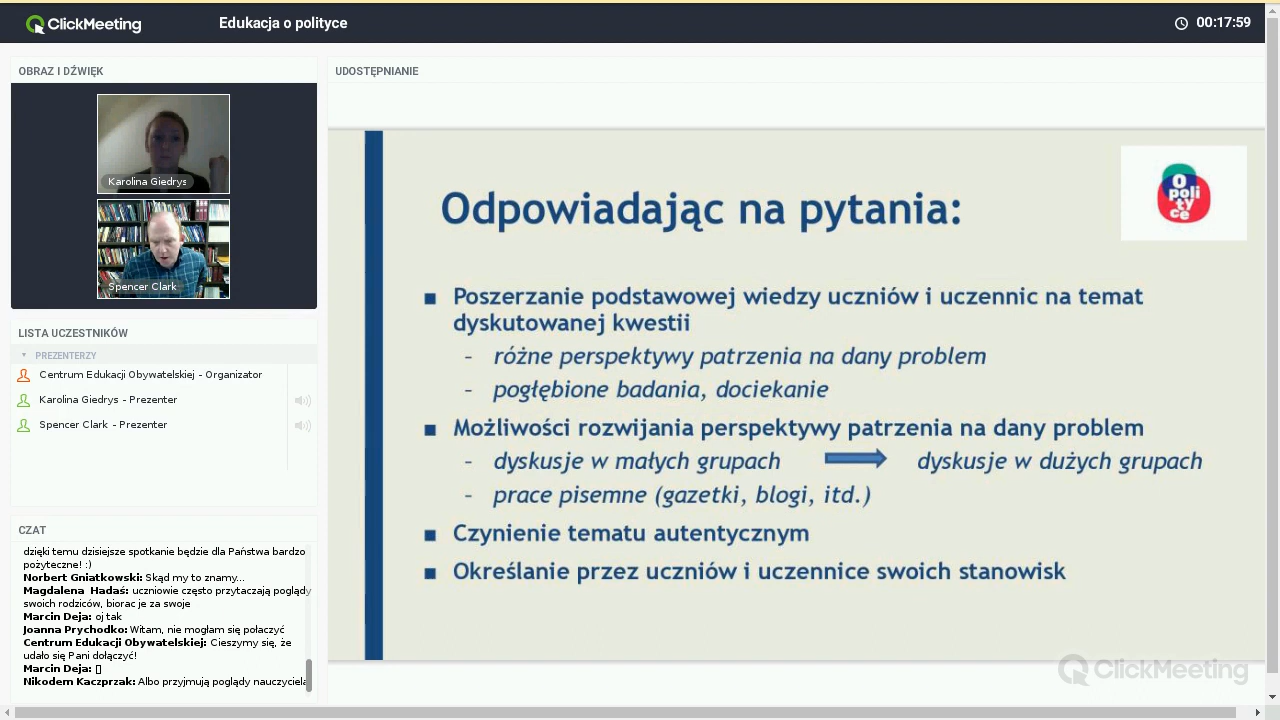 ClickMeeting
Edukacja o polityce
00:17:59
OBRAZ I DŹWIĘK
Karolina Giedrys
Spencer Clark
LISTA UCZESTNIKÓW
PREZENTERZY
Centrum Edukacji Obywatelskiej - Organizator
Karolina Giedrys - Prezenter
Spencer Clark - Prezenter
CZAT
dzięki temu dzisiejsze spotkanie będzie dla Państwa bardzo
pożyteczne! :)
Norbert Gniatkowski: Skąd my to znamy...
Magdalena Hadaś: uczniowie często przytaczają poglądy
swoich rodziców, biorac je za swoje
Marcin Deja: oj tak
Joanna Prychodko: Witam, nie mogłam się połaczyć
Centrum Edukacji Obywatelskiej: Cieszymy się, że
udało się Pani dołączyć!
Marcin Deja: []
Nikodem Kaczprzak: Albo przyjmują poglądy nauczyciela
UDOSTĘPNIANIE
Odpowiadając na pytania:
O
poli
ty
ce
■ Poszerzanie podstawowej wiedzy uczniów i uczennic na temat
dyskutowanej kwestii
– różne perspektywy patrzenia na dany problem
– pogłębione badania, dociekanie
■ Możliwości rozwijania perspektywy patrzenia na dany problem
– dyskusje w małych grupach → dyskusje w dużych grupach
– prace pisemne (gazetki, blogi, itd.)
■ Czynienie tematu autentycznym
■ Określanie przez uczniów i uczennice swoich stanowisk
ClickMeeting